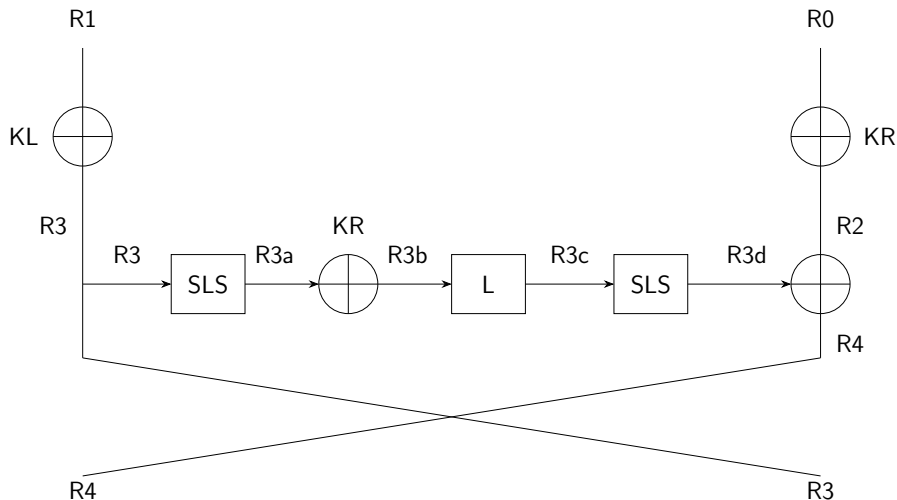 R1 R0
KL KR
R3 KR R2
R3 R3a R3b R3c R3d
SLS L SLS
R4
R4 R3